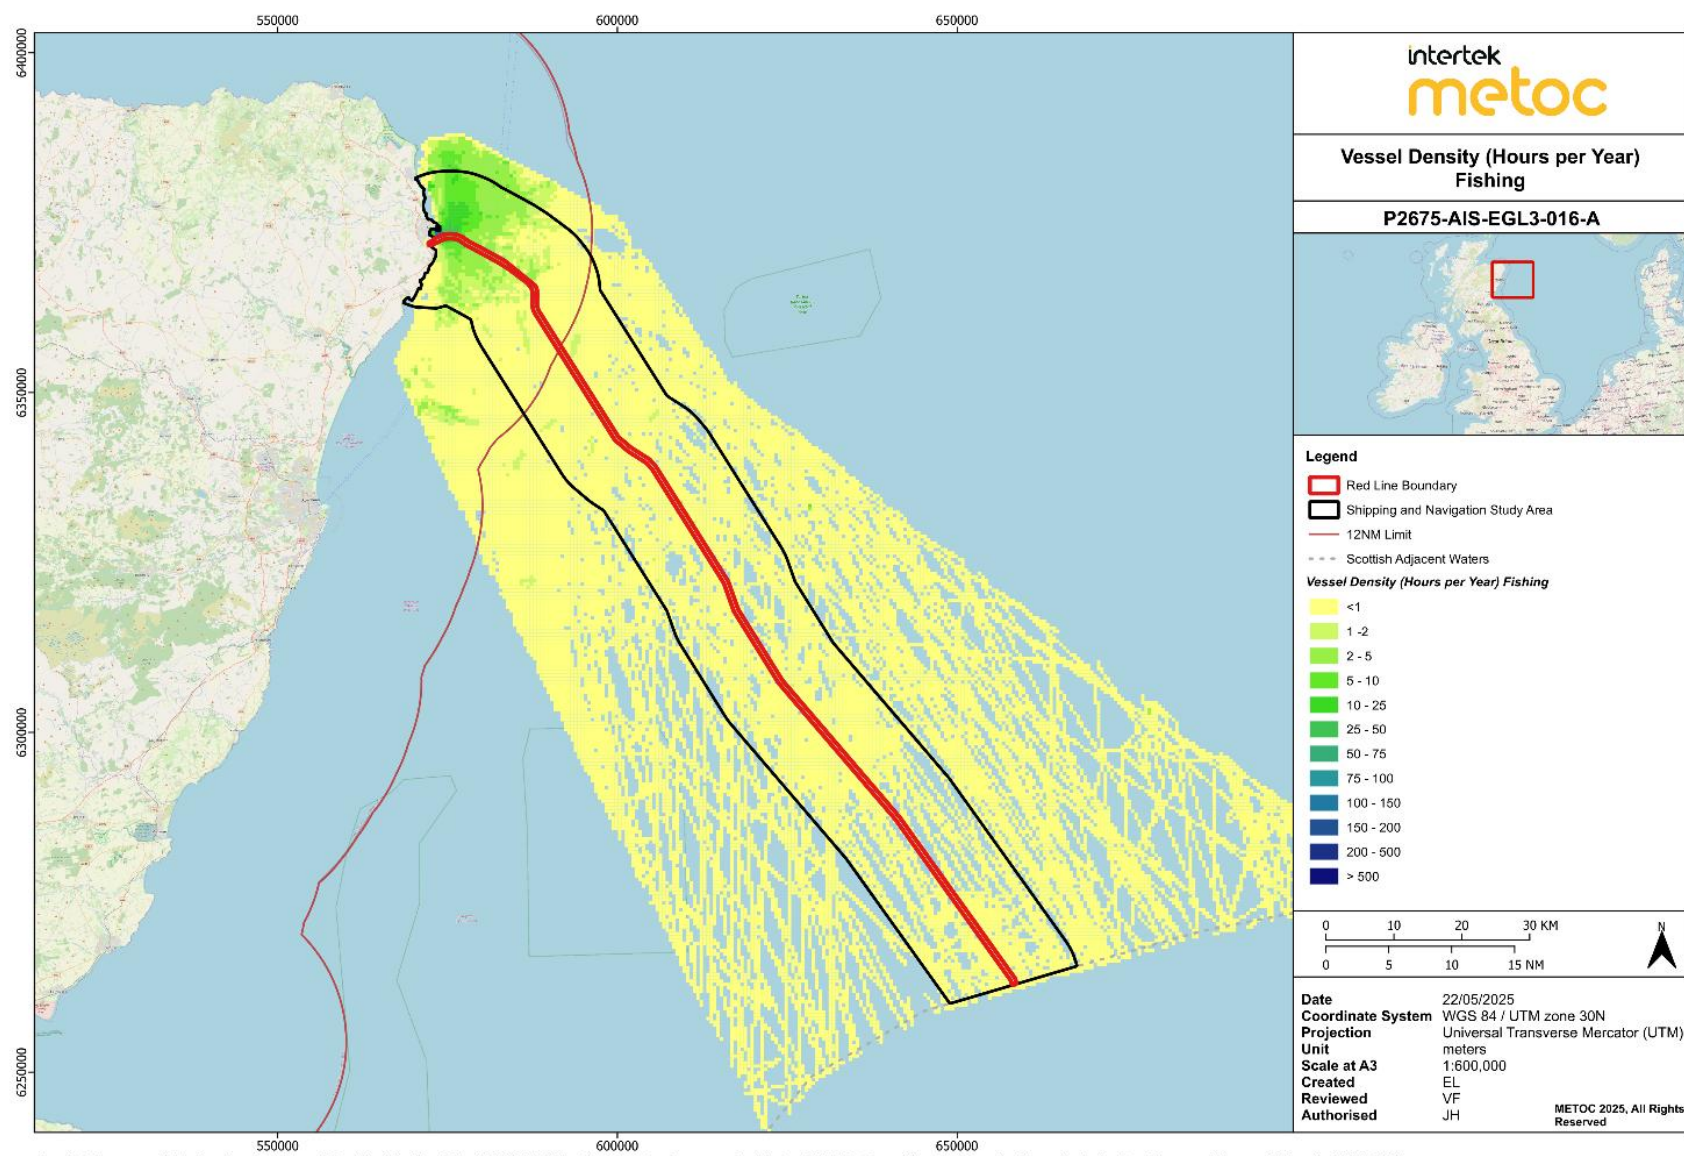 550000
600000
650000
6400000
6350000
6300000
6250000
550000
600000
650000
intertek
metoc
Vessel Density (Hours per Year)
Fishing
P2675-AIS-EGL3-016-A
Legend
Red Line Boundary
Shipping and Navigation Study Area
12NM Limit
Scottish Adjacent Waters
Vessel Density (Hours per Year) Fishing
<1
1 -2
2 - 5
5 - 10
10 - 25
25 - 50
50 - 75
75 - 100
100 - 150
150 - 200
200 - 500
> 500
0 10 20 30 KM
0 5 10 15 NM
N
Date 22/05/2025
Coordinate System WGS 84 / UTM zone 30N
Projection Universal Transverse Mercator (UTM)
Unit meters
Scale at A3 1:600,000
Created EL
Reviewed VF
Authorised JH
METOC 2025, All Rights
Reserved